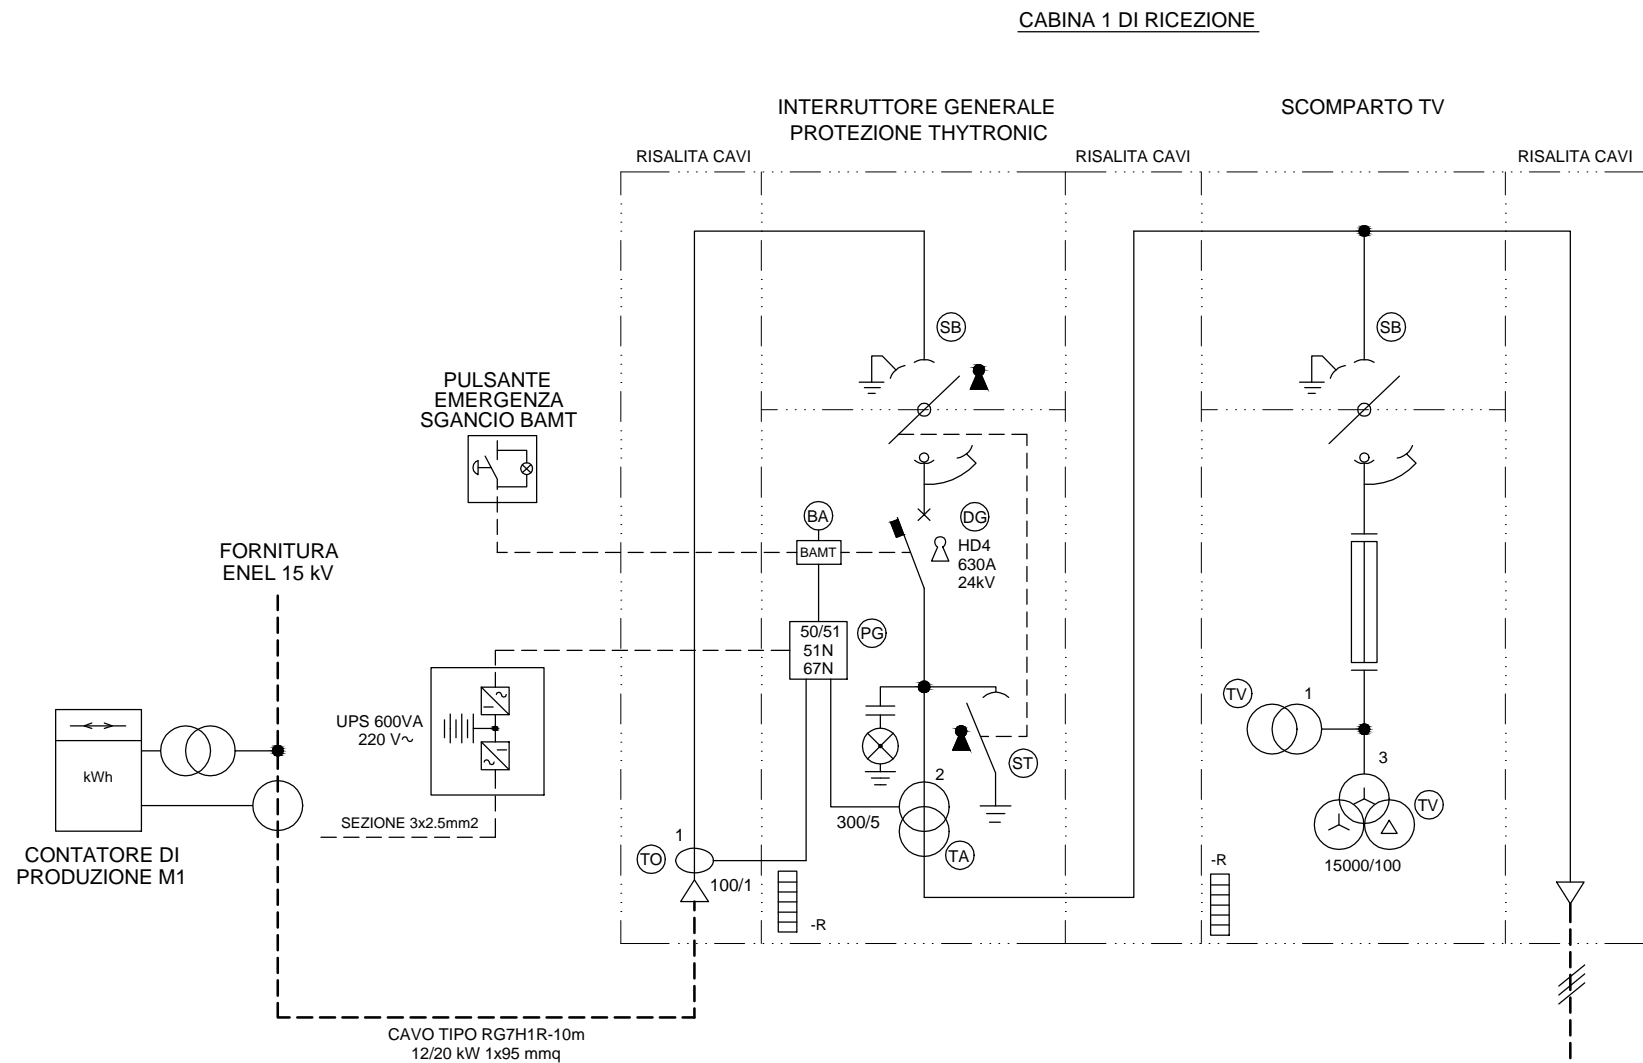 CABINA 1 DI RICEZIONE
INTERRUTTORE GENERALE
PROTEZIONE THYTRONIC
SCOMPARTO TV
RISALITA CAVI
RISALITA CAVI
RISALITA CAVI
SB
SB
PULSANTE
EMERGENZA
SGANCIO BAMT
BA
BAMT
DG
HD4
630A
24kV
FORNITURA
ENEL 15 kV
50/51
51N
67N
PG
UPS 600VA
220 V~
kWh
SEZIONE 3x2.5mm2
CONTATORE DI
PRODUZIONE M1
TO
1
100/1
-R
300/5
2
TA
ST
TV
1
3
TV
15000/100
-R
CAVO TIPO RG7H1R-10m
12/20 kW 1x95 mmq